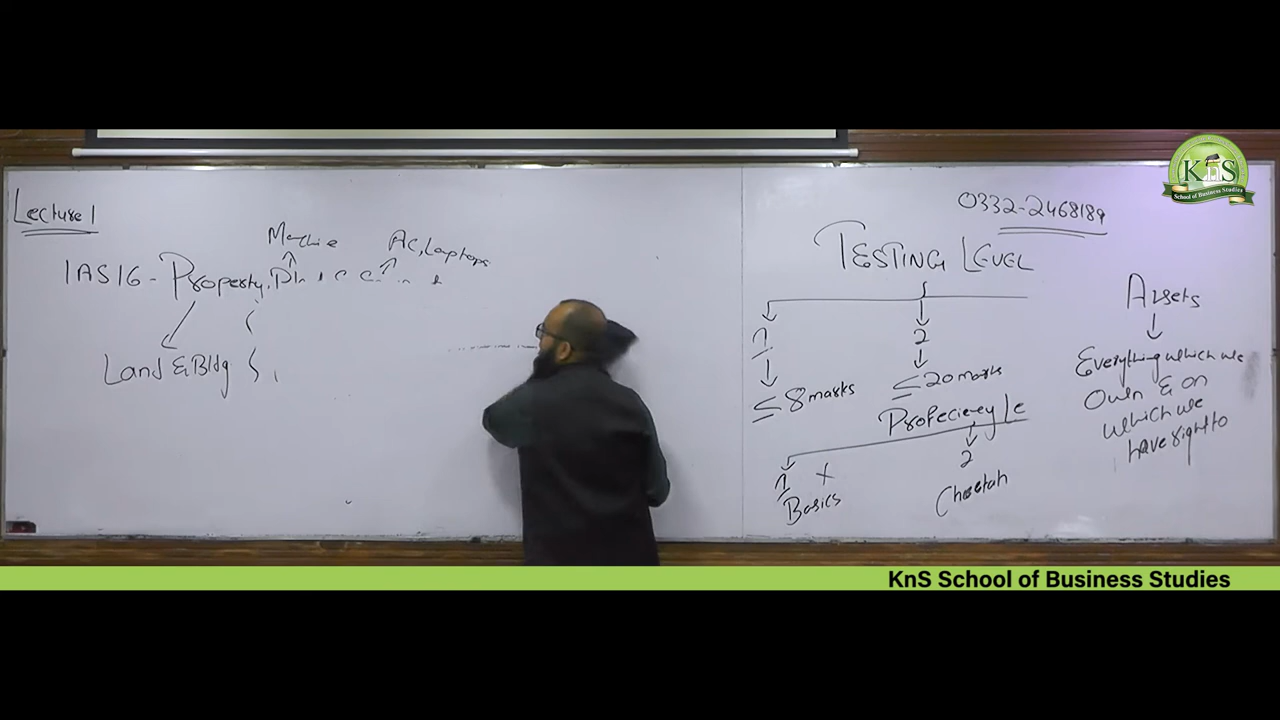 Lecture 1
Machine
AC, Laptops
IAS 16 - Property,
Land & Bldg
0332-2468189
TESTING LEVEL
1
2
≤ 8 marks
≤ 20 marks
Profeciency Le
1
2
Basics
Cheetah
Assets
Everything which we
Own & on
which we
have right to
KnS
School of Business Studies
KnS School of Business Studies